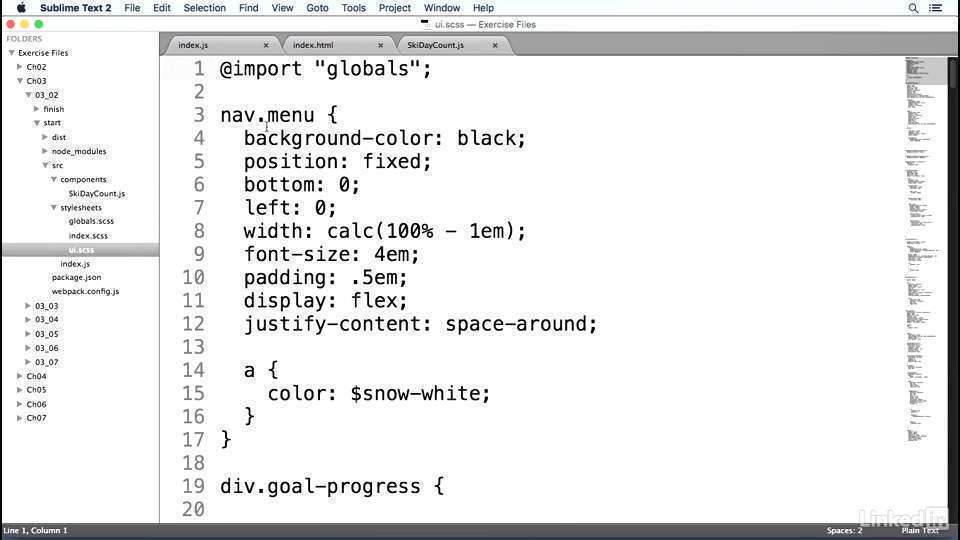 Sublime Text 2 File Edit Selection Find View Goto Tools Project Window Help
ui.scss — Exercise Files
FOLDERS
Exercise Files
Ch02
Ch03
03_02
finish
start
dist
node_modules
src
components
SkiDayCount.js
stylesheets
globals.scss
index.scss
ui.scss
index.js
package.json
webpack.config.js
03_03
03_04
03_05
03_06
03_07
Ch04
Ch05
Ch06
Ch07
index.js × index.html × SkiDayCount.js ×
1 @import "globals";
2
3 nav.menu {
4 background-color: black;
5 position: fixed;
6 bottom: 0;
7 left: 0;
8 width: calc(100% - 1em);
9 font-size: 4em;
10 padding: .5em;
11 display: flex;
12 justify-content: space-around;
13
14 a {
15 color: $snow-white;
16 }
17 }
18
19 div.goal-progress {
20
Line 1, Column 1
Spaces: 2 Plain Text
LinkedIn